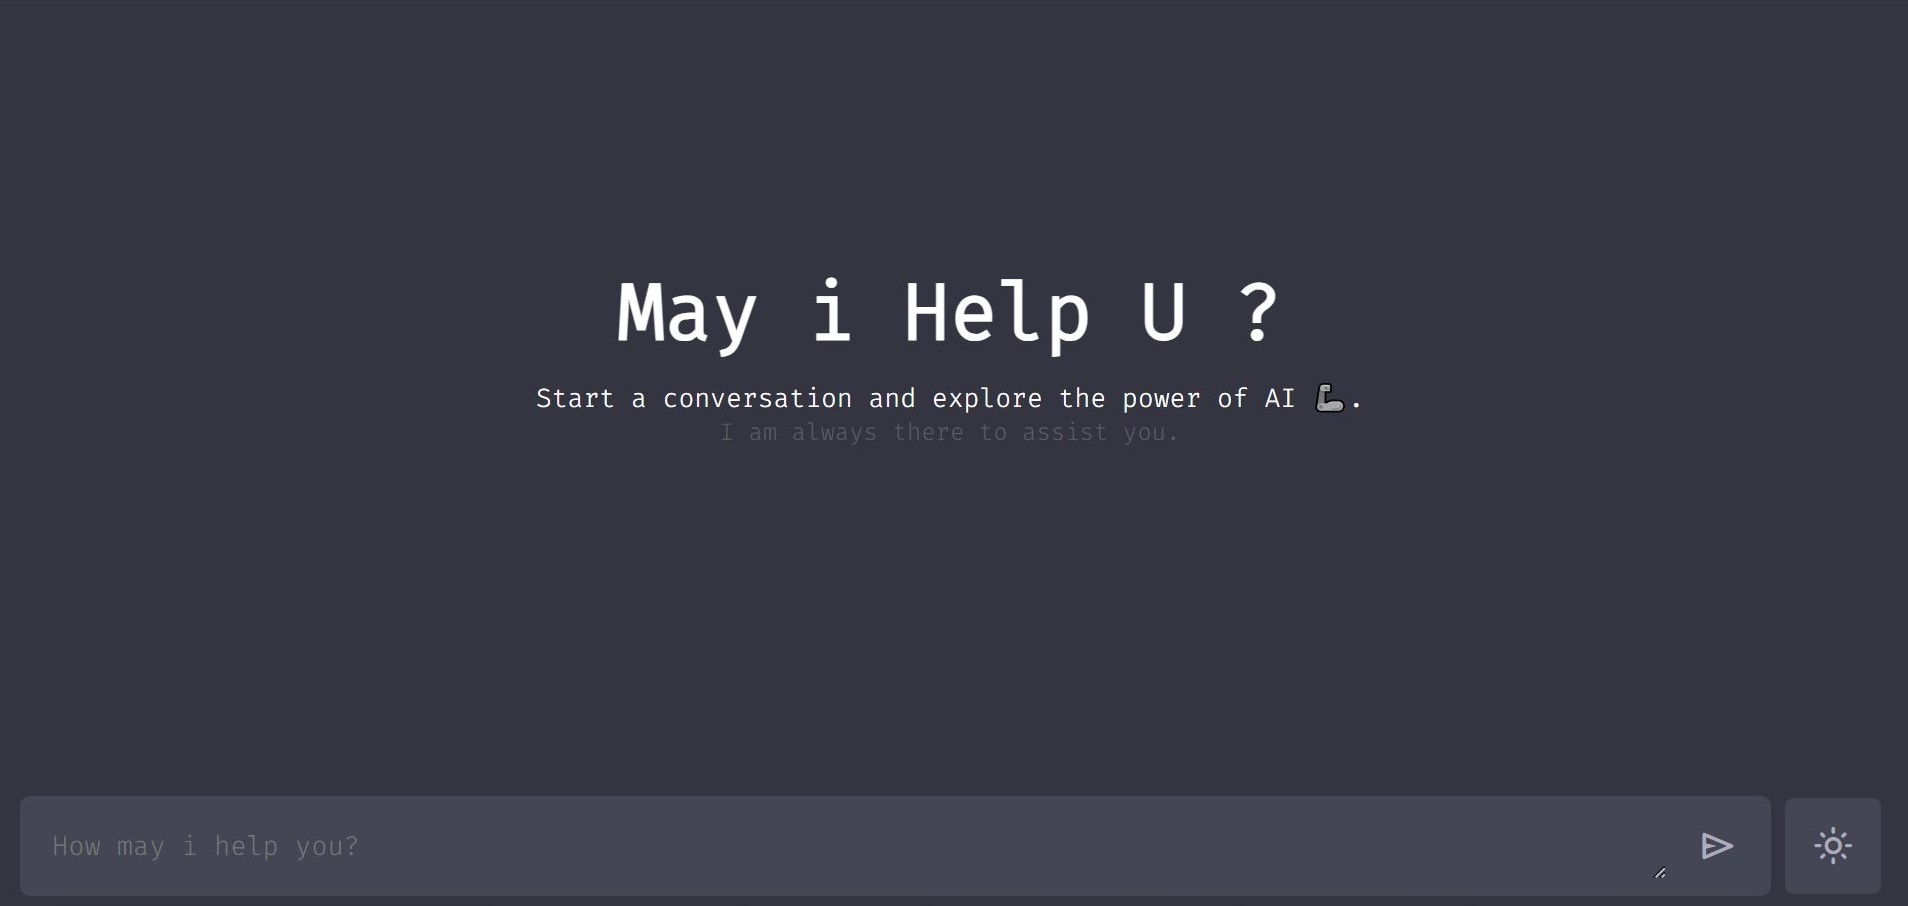 May i Help U ?
Start a conversation and explore the power of AI 🦾.
I am always there to assist you.
How may i help you?